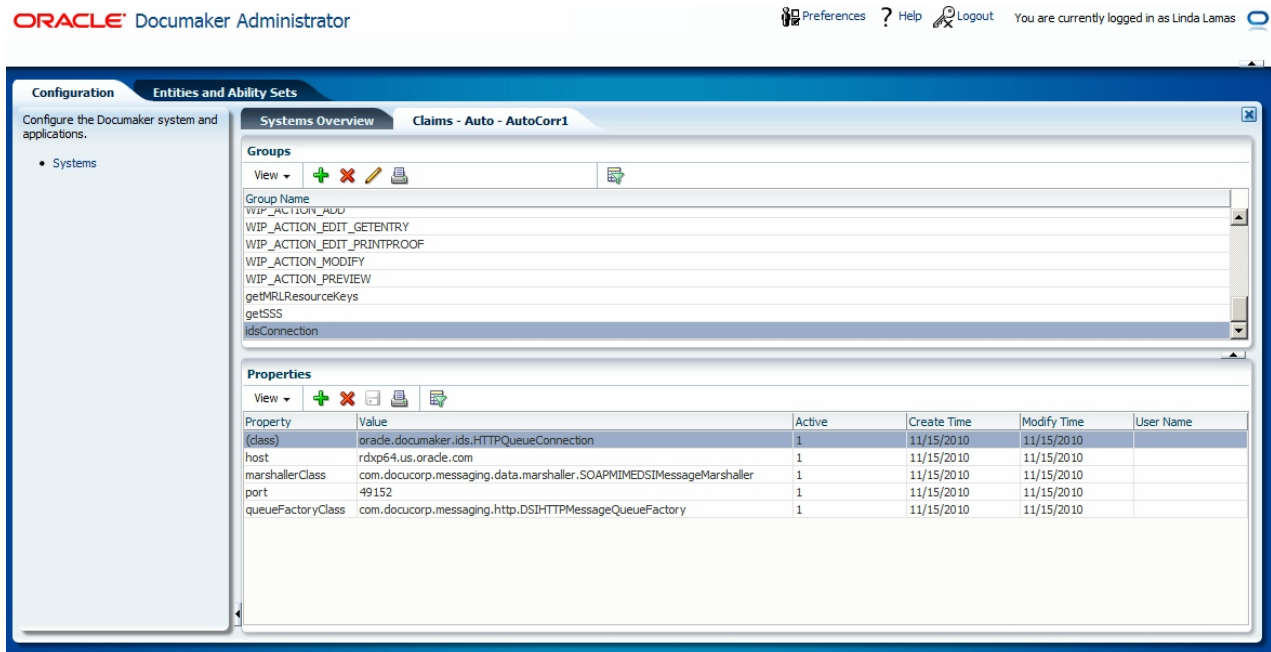 ORACLE Documaker Administrator
Preferences ? Help Logout You are currently logged in as Linda Lamas
Configuration Entities and Ability Sets
Configure the Documaker system and
applications.
• Systems
Systems Overview Claims - Auto - AutoCorr1
Groups
View
Group Name
WIP_ACTION_ADD
WIP_ACTION_EDIT_GETENTRY
WIP_ACTION_EDIT_PRINTPROOF
WIP_ACTION_MODIFY
WIP_ACTION_PREVIEW
getMRLResourceKeys
getSSS
idsConnection
Properties
View
Property Value Active Create Time Modify Time User Name
(class) oracle.documaker.ids.HTTPQueueConnection 1 11/15/2010 11/15/2010
host rdxp64.us.oracle.com 1 11/15/2010 11/15/2010
marshallerClass com.docucorp.messaging.data.marshaller.SOAPMIMEDSIMessageMarshaller 1 11/15/2010 11/15/2010
port 49152 1 11/15/2010 11/15/2010
queueFactoryClass com.docucorp.messaging.http.DSIHTTPMessageQueueFactory 1 11/15/2010 11/15/2010